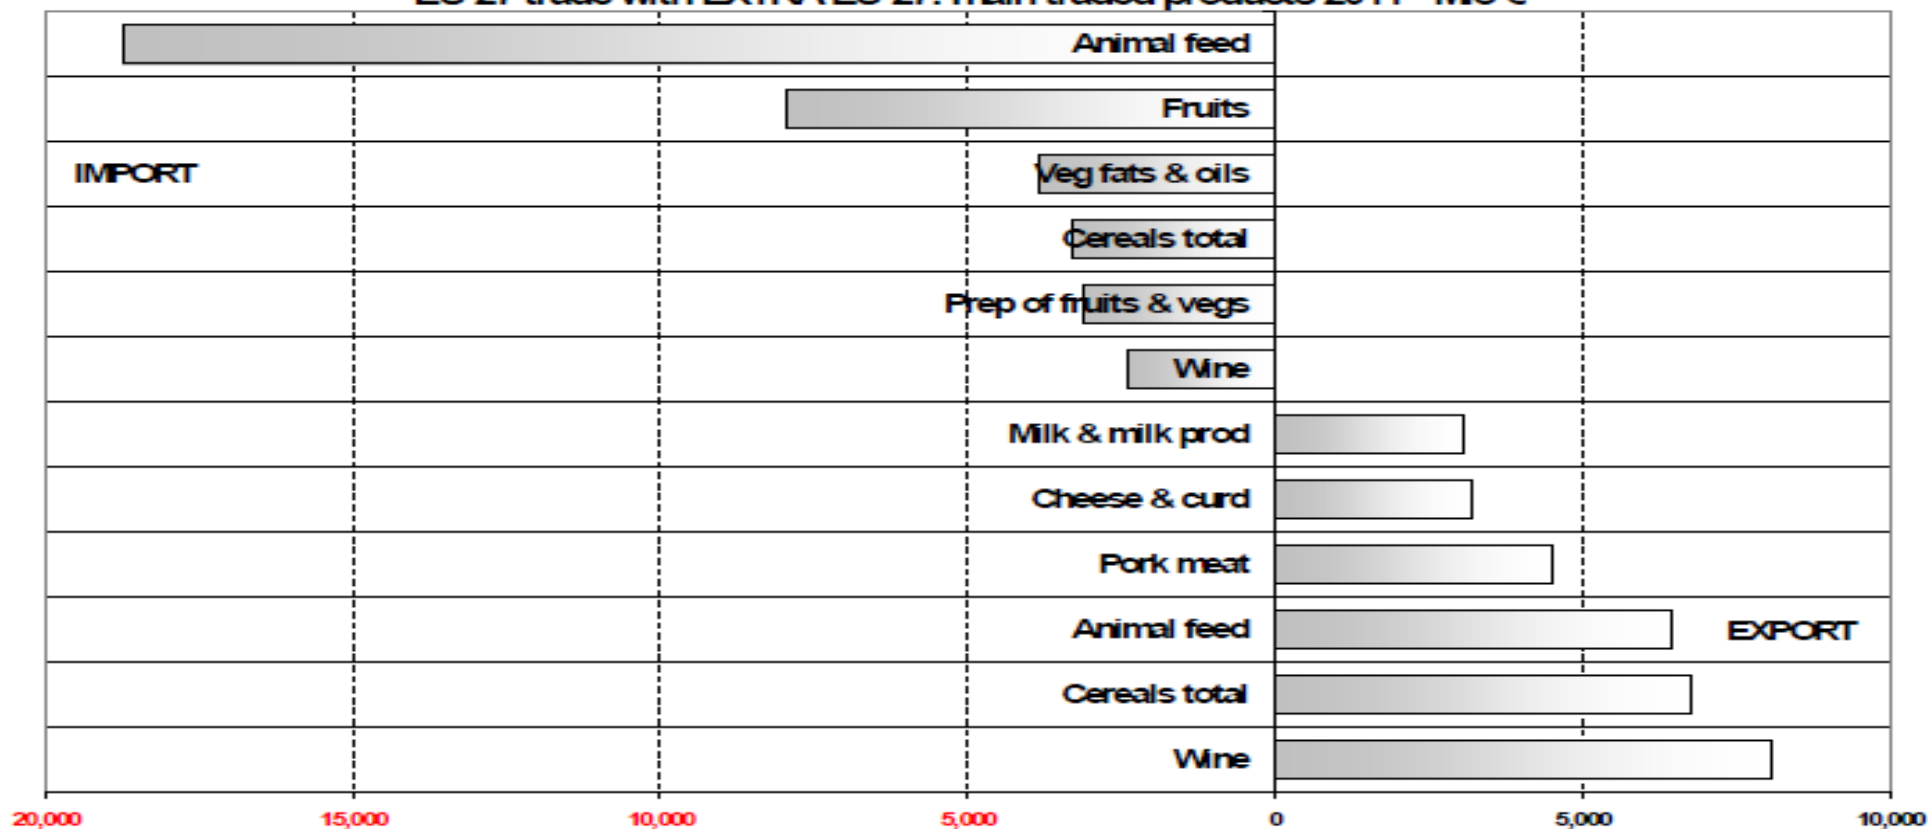 Animal feed
Fruits
IMPORT Veg fats & oils
Cereals total
Prep of fruits & vegs
Wine
Milk & milk prod
Cheese & curd
Pork meat
Animal feed EXPORT
Cereals total
Wine
20,000 15,000 10,000 5,000 0 5,000 10,000